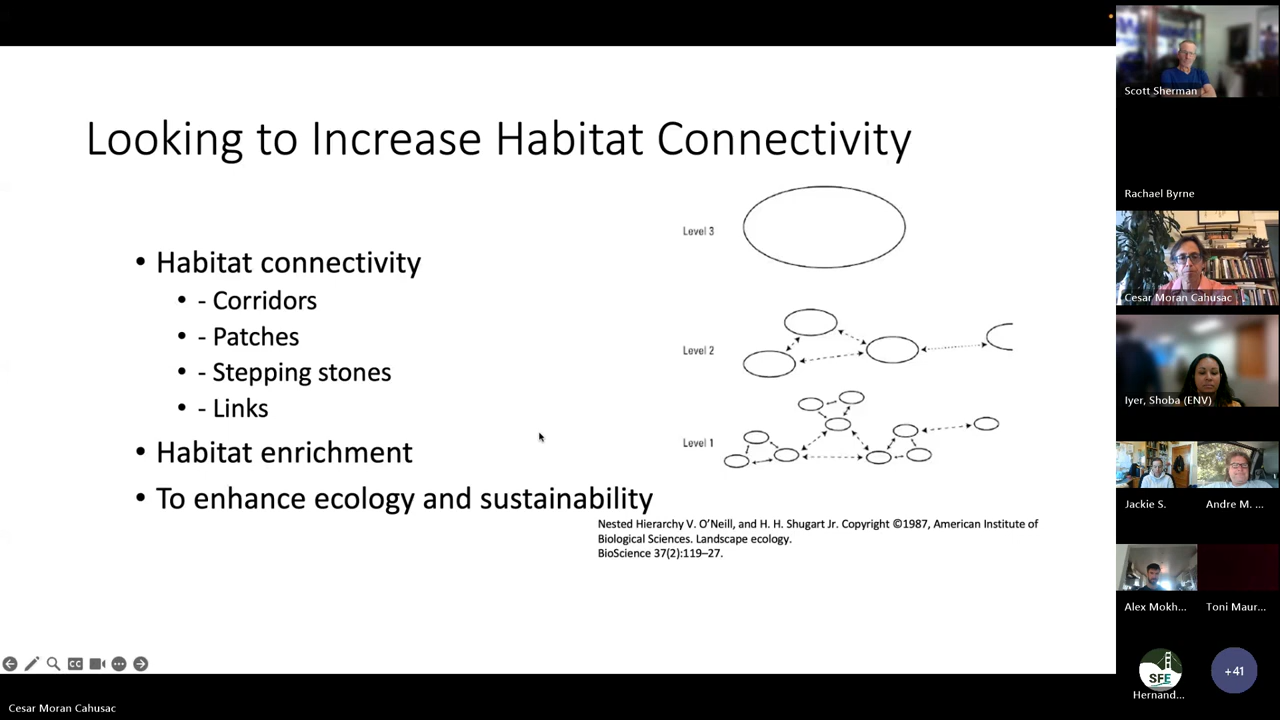 Looking to Increase Habitat Connectivity
• Habitat connectivity
• - Corridors
• - Patches
• - Stepping stones
• - Links
• Habitat enrichment
• To enhance ecology and sustainability
Level 3
Level 2
Level 1
Nested Hierarchy V. O’Neill, and H. H. Shugart Jr. Copyright ©1987, American Institute of
Biological Sciences. Landscape ecology.
BioScience 37(2):119–27.
CC
Cesar Moran Cahusac
Scott Sherman
Rachael Byrne
Cesar Moran Cahusac
Iyer, Shoba (ENV)
Jackie S.
Andre M. ...
Alex Mokh...
Toni Maur...
SFE
Hernand...
+41